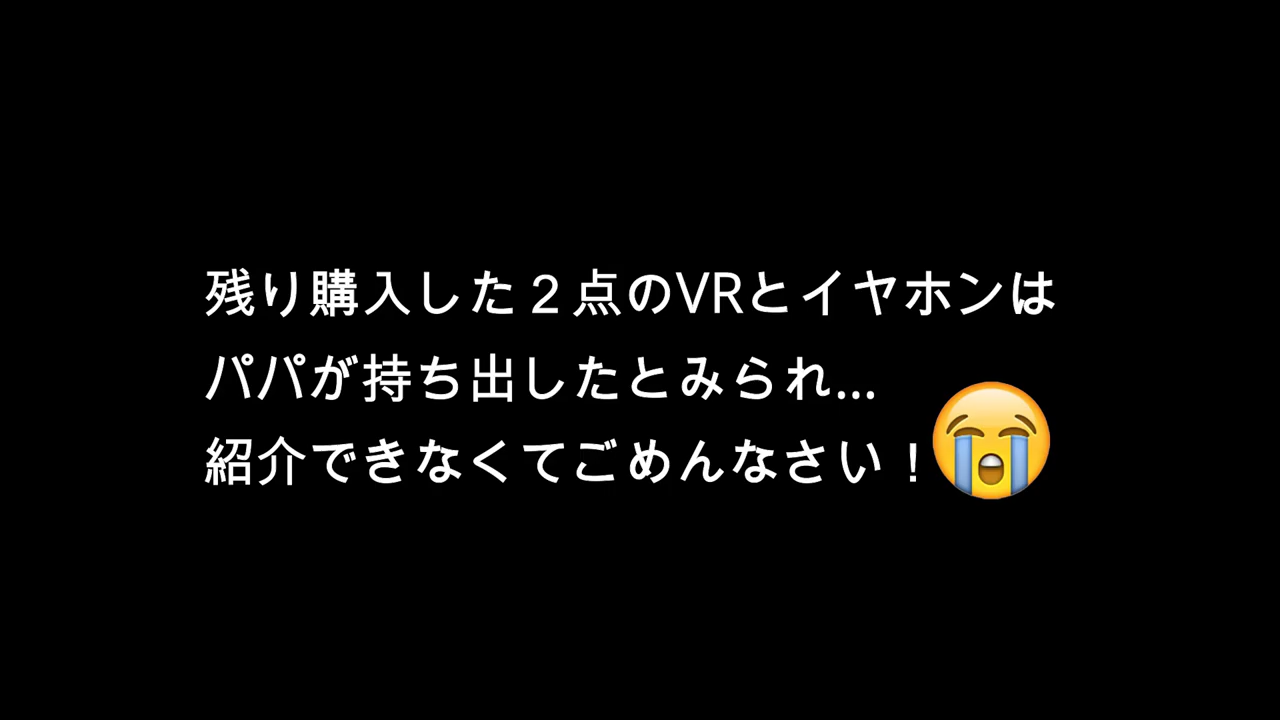 残り購入した２点のVRとイヤホンは
パパが持ち出したとみられ...
紹介できなくてごめんなさい！😭